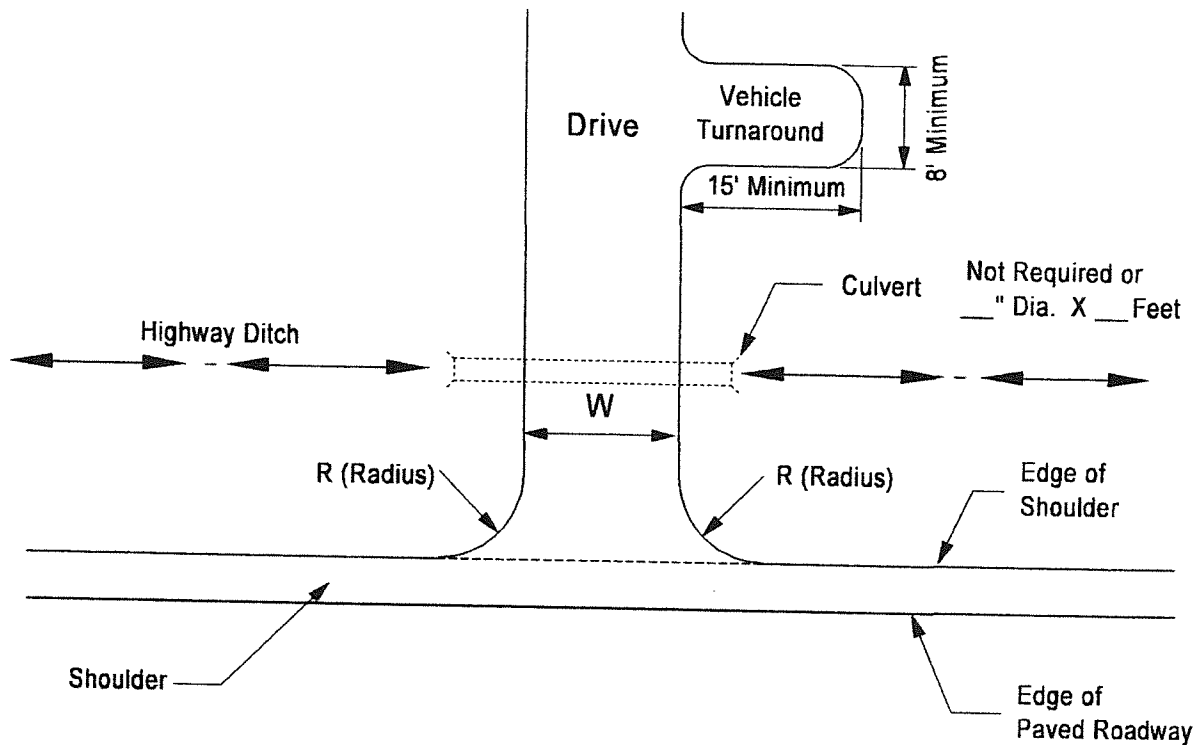 Drive
Vehicle
Turnaround
8' Minimum
15' Minimum
Culvert
Not Required or
__" Dia. X __ Feet
Highway Ditch
W
R (Radius)
R (Radius)
Edge of
Shoulder
Shoulder
Edge of
Paved Roadway